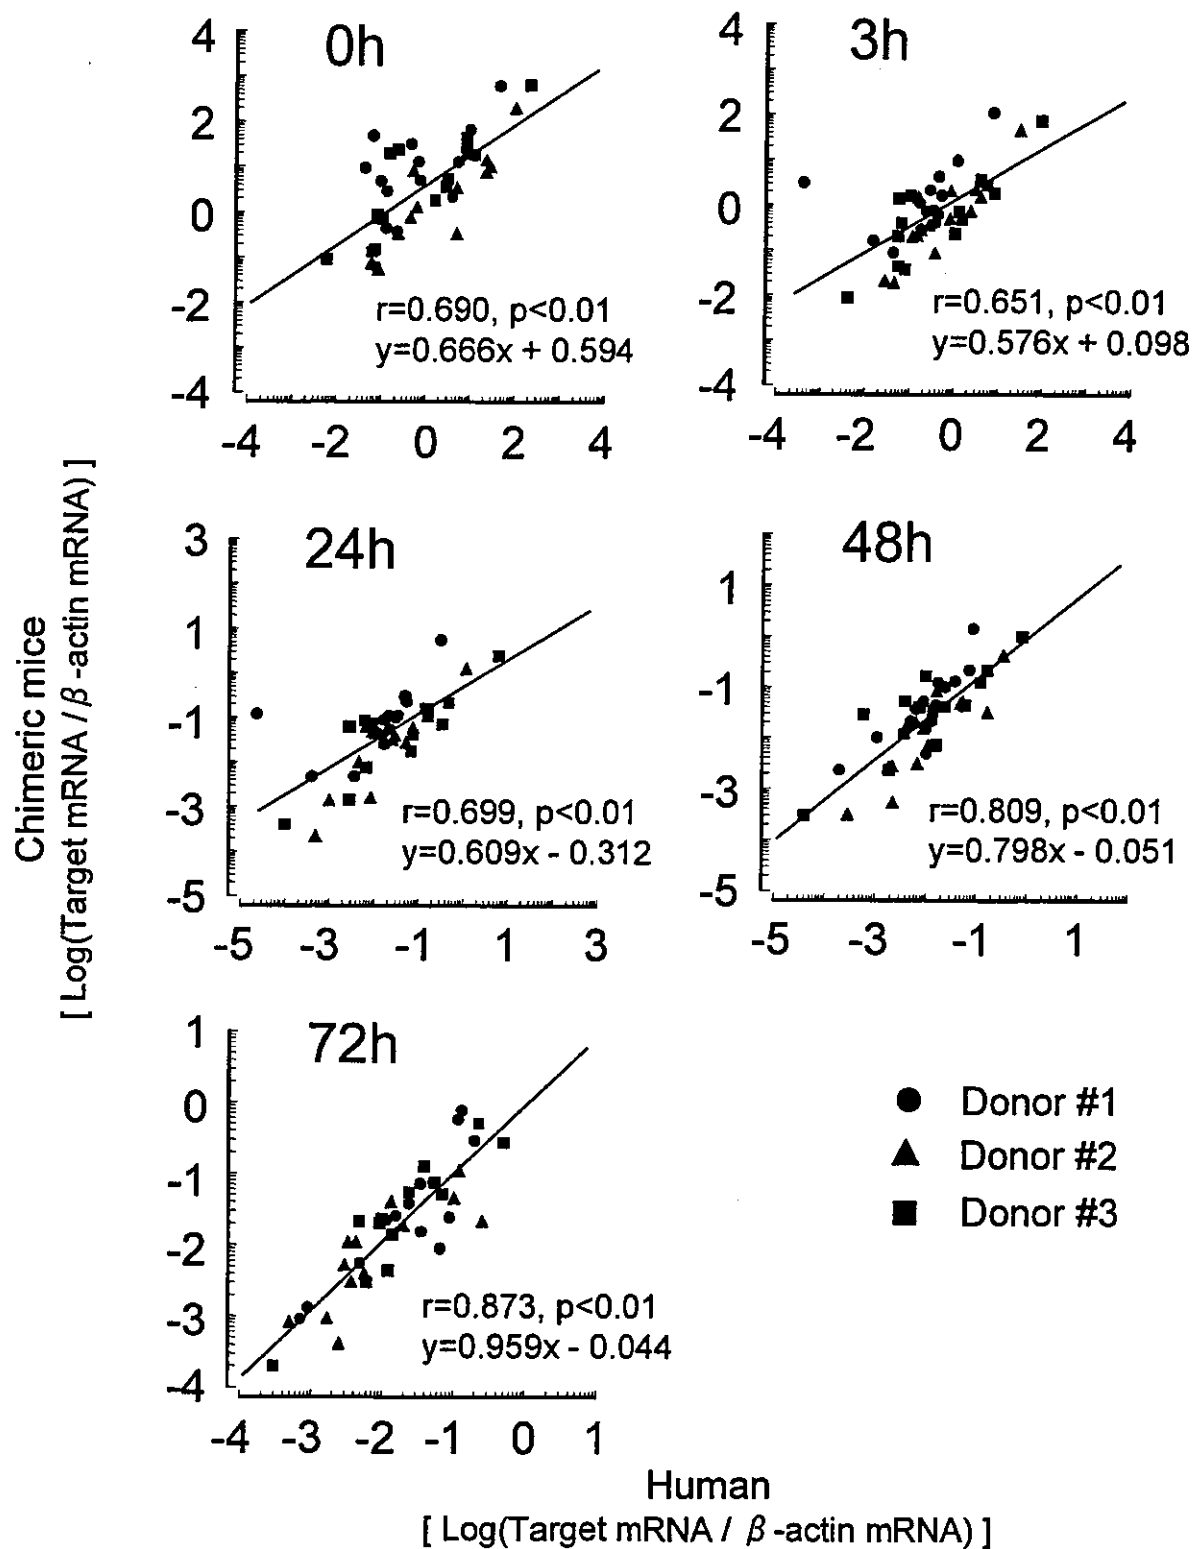 0h
4
2
0
-2
-4
r=0.690, p<0.01
y=0.666x + 0.594
-4 -2 0 2 4
3h
4
2
0
-2
-4
r=0.651, p<0.01
y=0.576x + 0.098
-4 -2 0 2 4
Chimeric mice
[ Log(Target mRNA / β-actin mRNA) ]
24h
3
1
-1
-3
-5
r=0.699, p<0.01
y=0.609x - 0.312
-5 -3 -1 1 3
48h
1
-1
-3
-5
r=0.809, p<0.01
y=0.798x - 0.051
-5 -3 -1 1
72h
1
0
-1
-2
-3
-4
r=0.873, p<0.01
y=0.959x - 0.044
-4 -3 -2 -1 0 1
Donor #1
Donor #2
Donor #3
Human
[ Log(Target mRNA / β-actin mRNA) ]